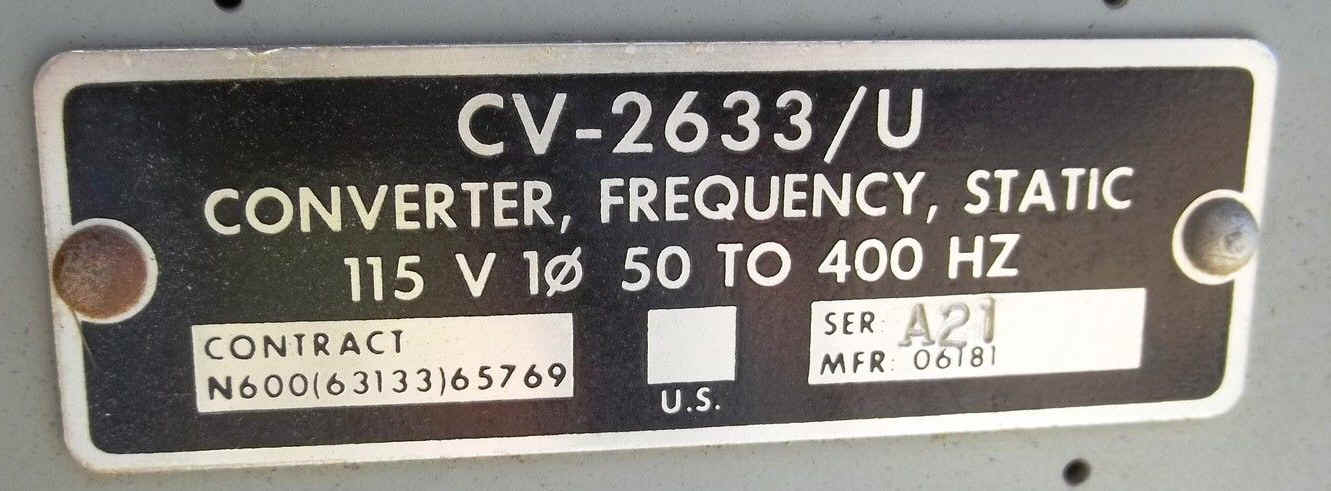 CV-2633/U
CONVERTER, FREQUENCY, STATIC
115 V 1Ø 50 TO 400 HZ
CONTRACT
N600(63133)65769
U.S.
SER: A21
MFR: 06181